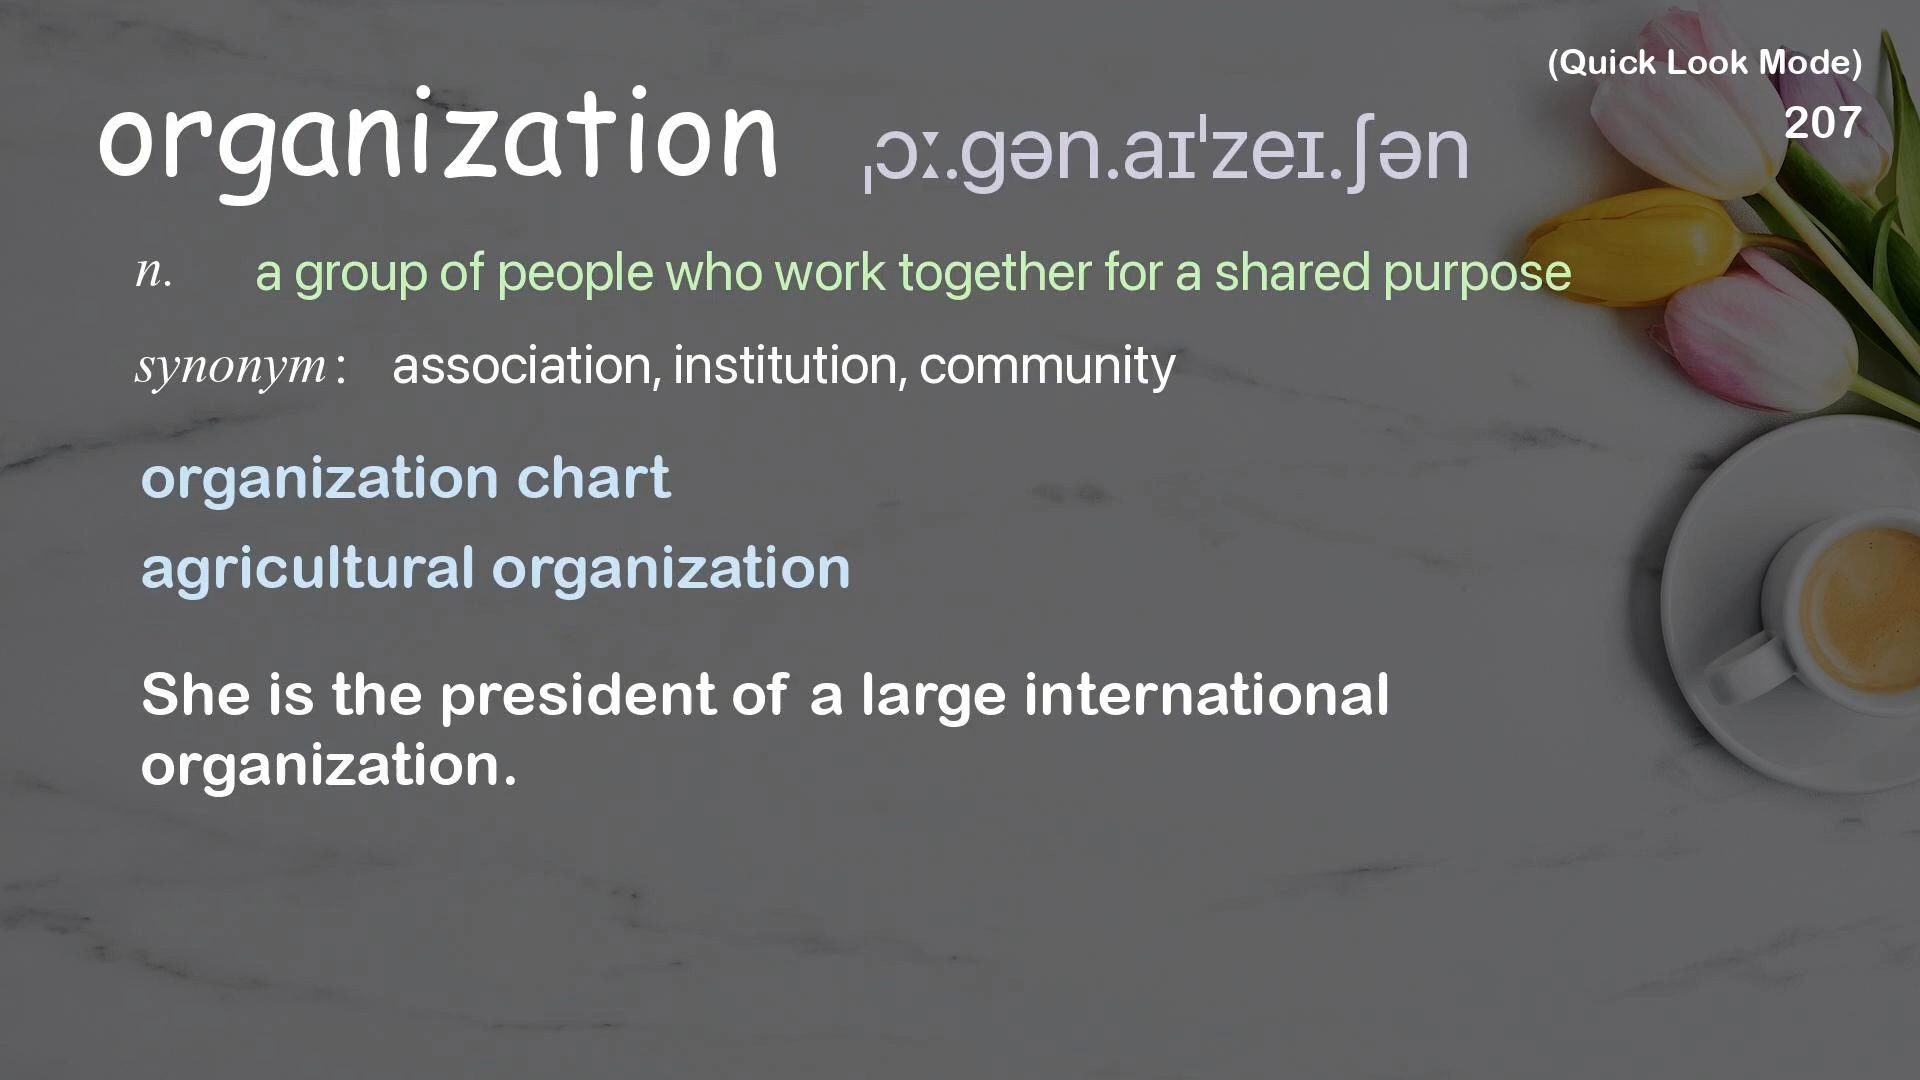 (Quick Look Mode)
207
organization ˌɔː.gən.aɪˈzeɪ.ʃən
n. a group of people who work together for a shared purpose
synonym: association, institution, community
organization chart
agricultural organization
She is the president of a large international
organization.